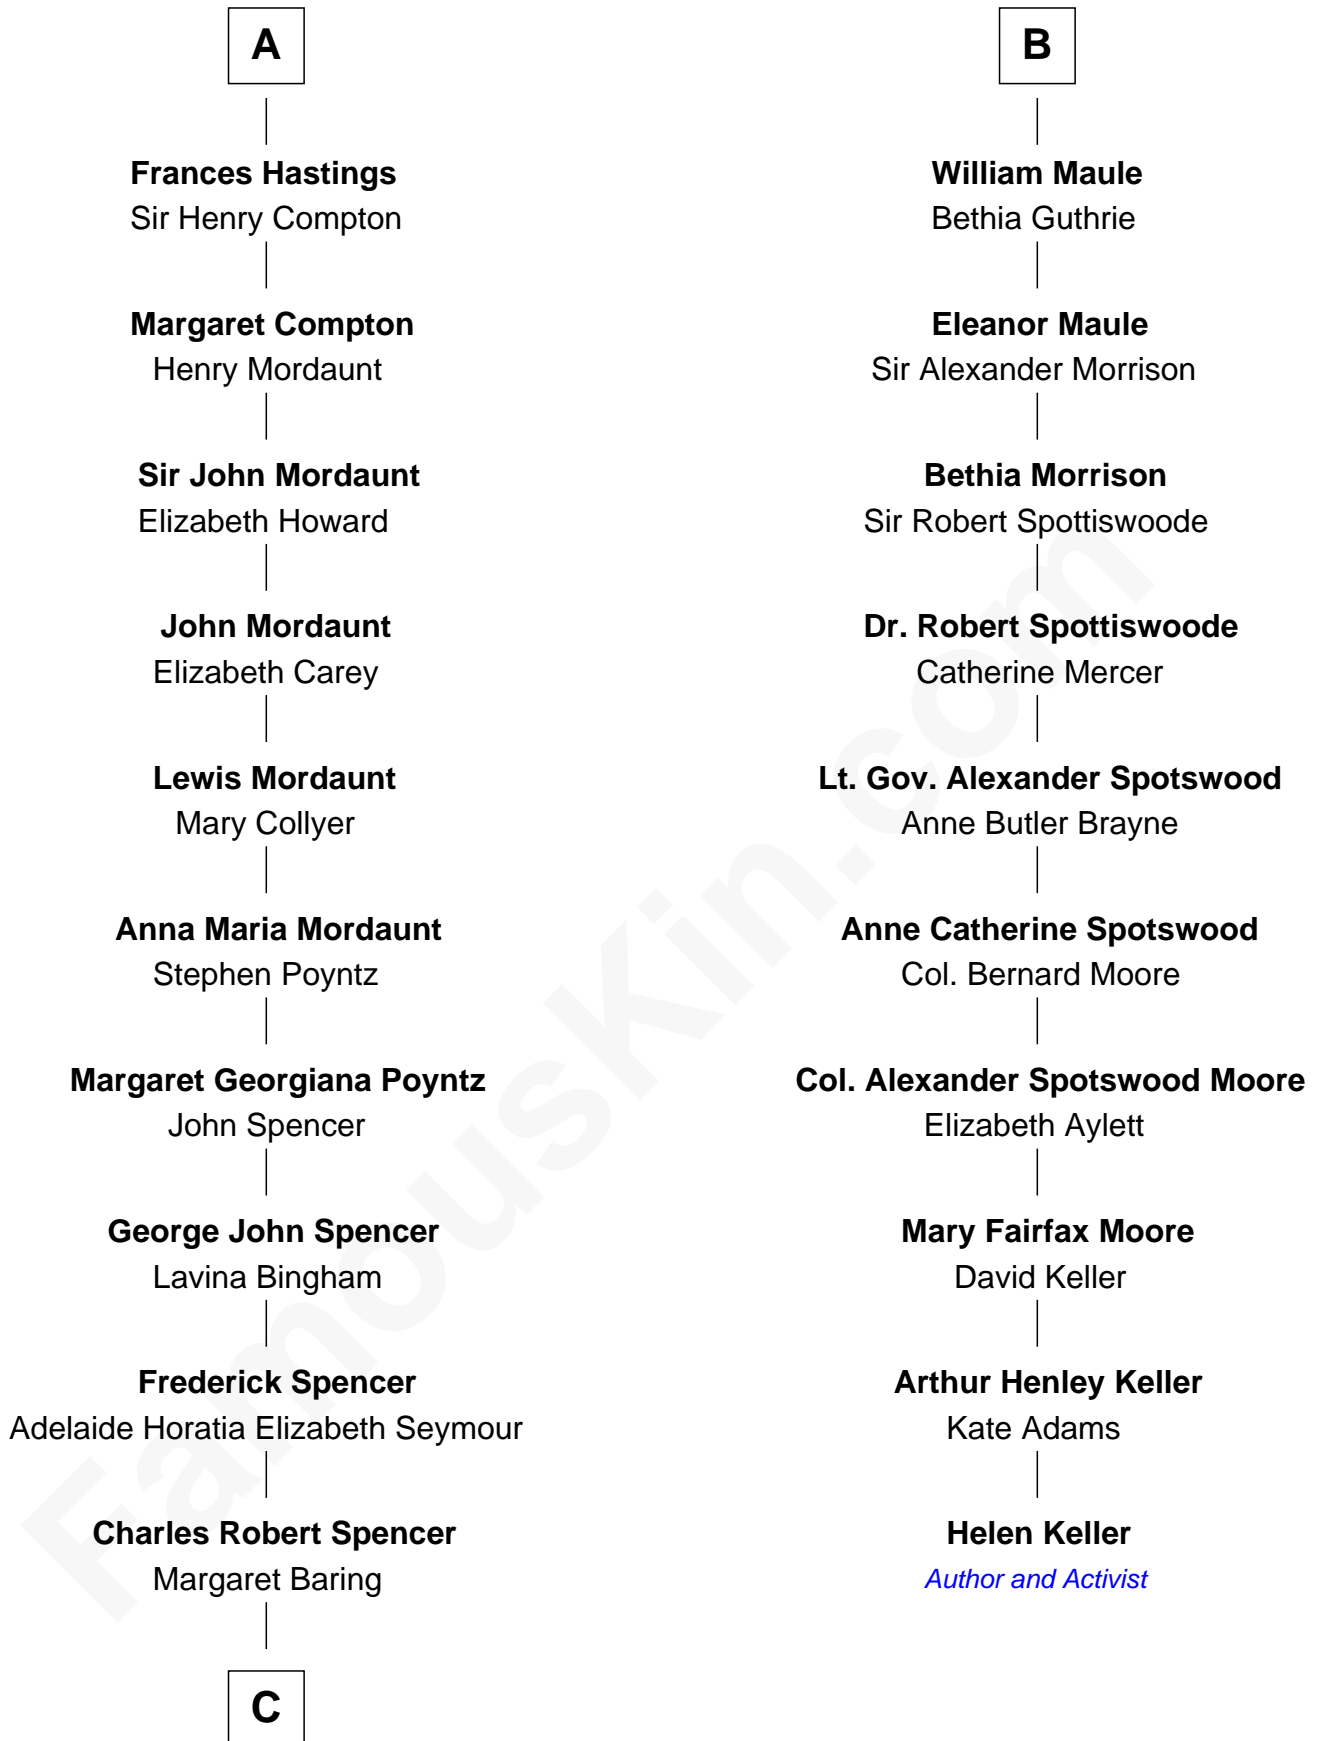 A
Frances Hastings
Sir Henry Compton
Margaret Compton
Henry Mordaunt
Sir John Mordaunt
Elizabeth Howard
John Mordaunt
Elizabeth Carey
Lewis Mordaunt
Mary Collyer
Anna Maria Mordaunt
Stephen Poyntz
Margaret Georgiana Poyntz
John Spencer
George John Spencer
Lavina Bingham
Frederick Spencer
Adelaide Horatia Elizabeth Seymour
Charles Robert Spencer
Margaret Baring
C
B
William Maule
Bethia Guthrie
Eleanor Maule
Sir Alexander Morrison
Bethia Morrison
Sir Robert Spottiswoode
Dr. Robert Spottiswoode
Catherine Mercer
Lt. Gov. Alexander Spotswood
Anne Butler Brayne
Anne Catherine Spotswood
Col. Bernard Moore
Col. Alexander Spotswood Moore
Elizabeth Aylett
Mary Fairfax Moore
David Keller
Arthur Henley Keller
Kate Adams
Helen Keller
Author and Activist
FamousKin.com